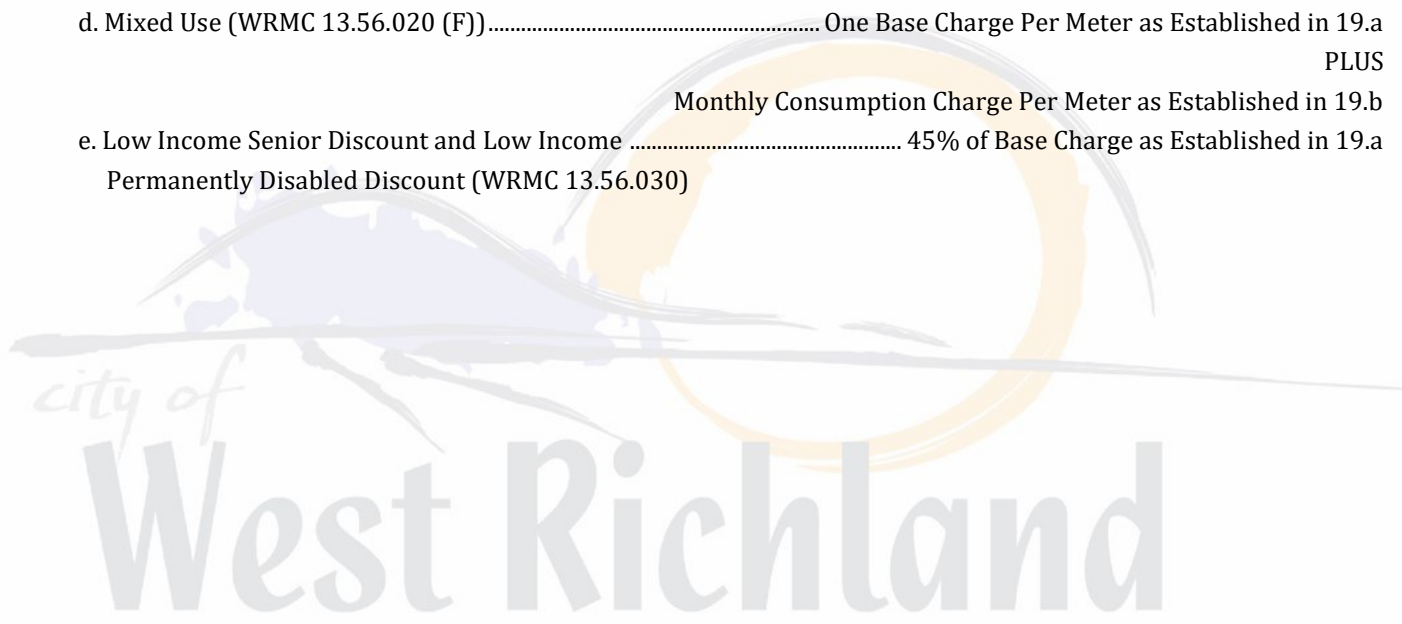 d. Mixed Use (WRMC 13.56.020 (F))................................................................ One Base Charge Per Meter as Established in 19.a
PLUS
Monthly Consumption Charge Per Meter as Established in 19.b
e. Low Income Senior Discount and Low Income .................................................. 45% of Base Charge as Established in 19.a
Permanently Disabled Discount (WRMC 13.56.030)
city of
West Richland